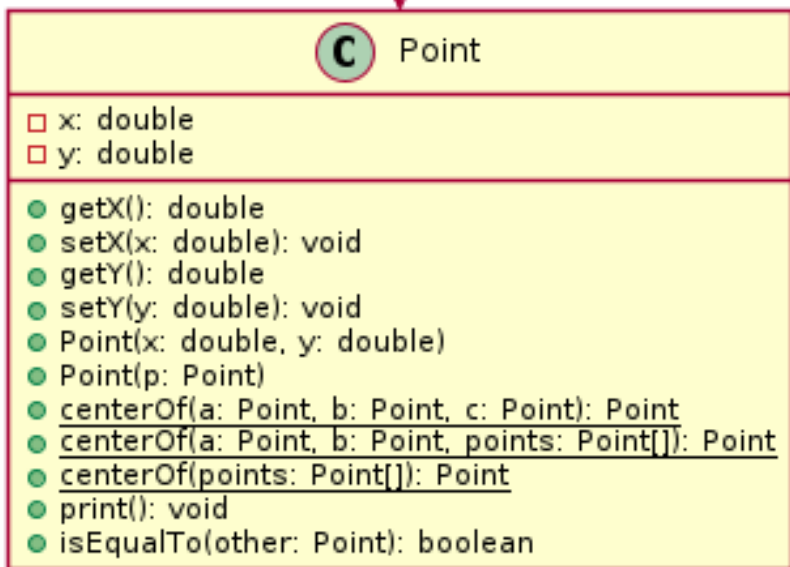 C Point
x: double
y: double
getX(): double
setX(x: double): void
getY(): double
setY(y: double): void
Point(x: double, y: double)
Point(p: Point)
centerOf(a: Point, b: Point, c: Point): Point
centerOf(a: Point, b: Point, points: Point[]): Point
centerOf(points: Point[]): Point
print(): void
isEqualTo(other: Point): boolean